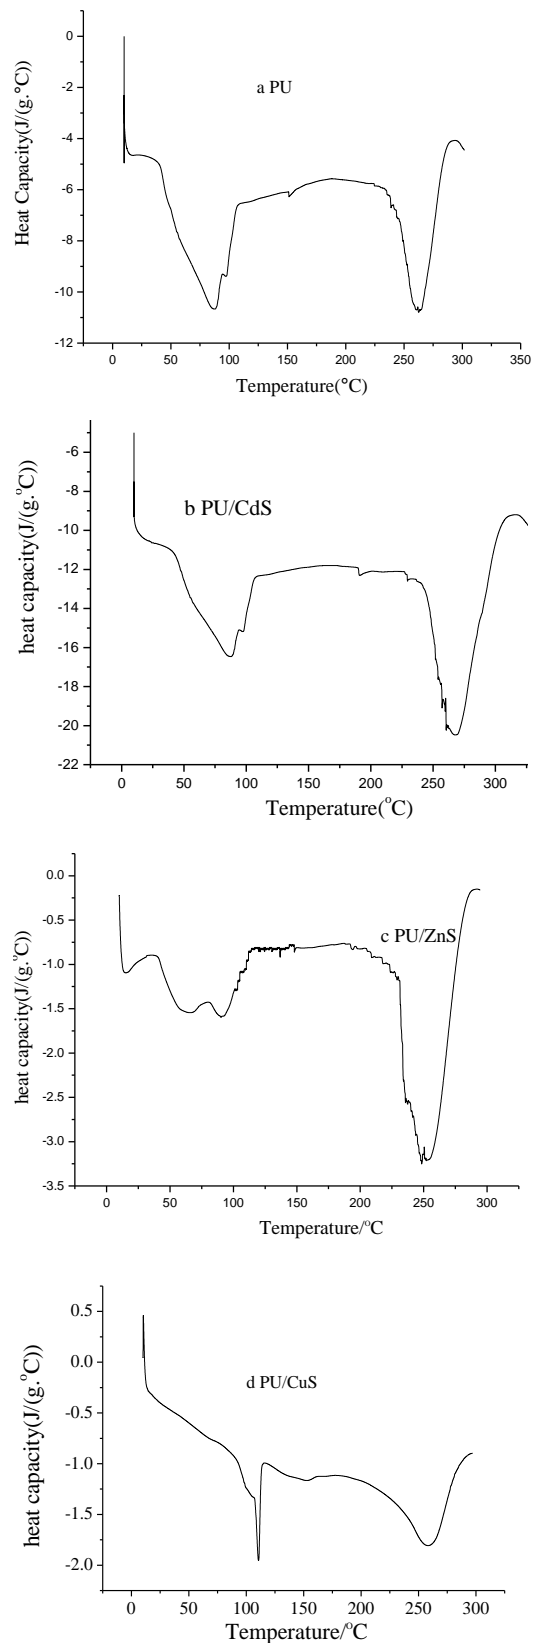 0
-2
-4
-6
-8
-10
-12
Heat Capacity(J/(g.°C))
a PU
0 50 100 150 200 250 300 350
Temperature(°C)
-6
-8
-10
-12
-14
-16
-18
-20
-22
heat capacity(J/(g.°C))
b PU/CdS
0 50 100 150 200 250 300
Temperature(°C)
0.0
-0.5
-1.0
-1.5
-2.0
-2.5
-3.0
-3.5
heat capacity(J/(g.°C))
c PU/ZnS
0 50 100 150 200 250 300
Temperature/°C
0.5
0.0
-0.5
-1.0
-1.5
-2.0
heat capacity(J/(g.°C))
d PU/CuS
0 50 100 150 200 250 300
Temperature/°C